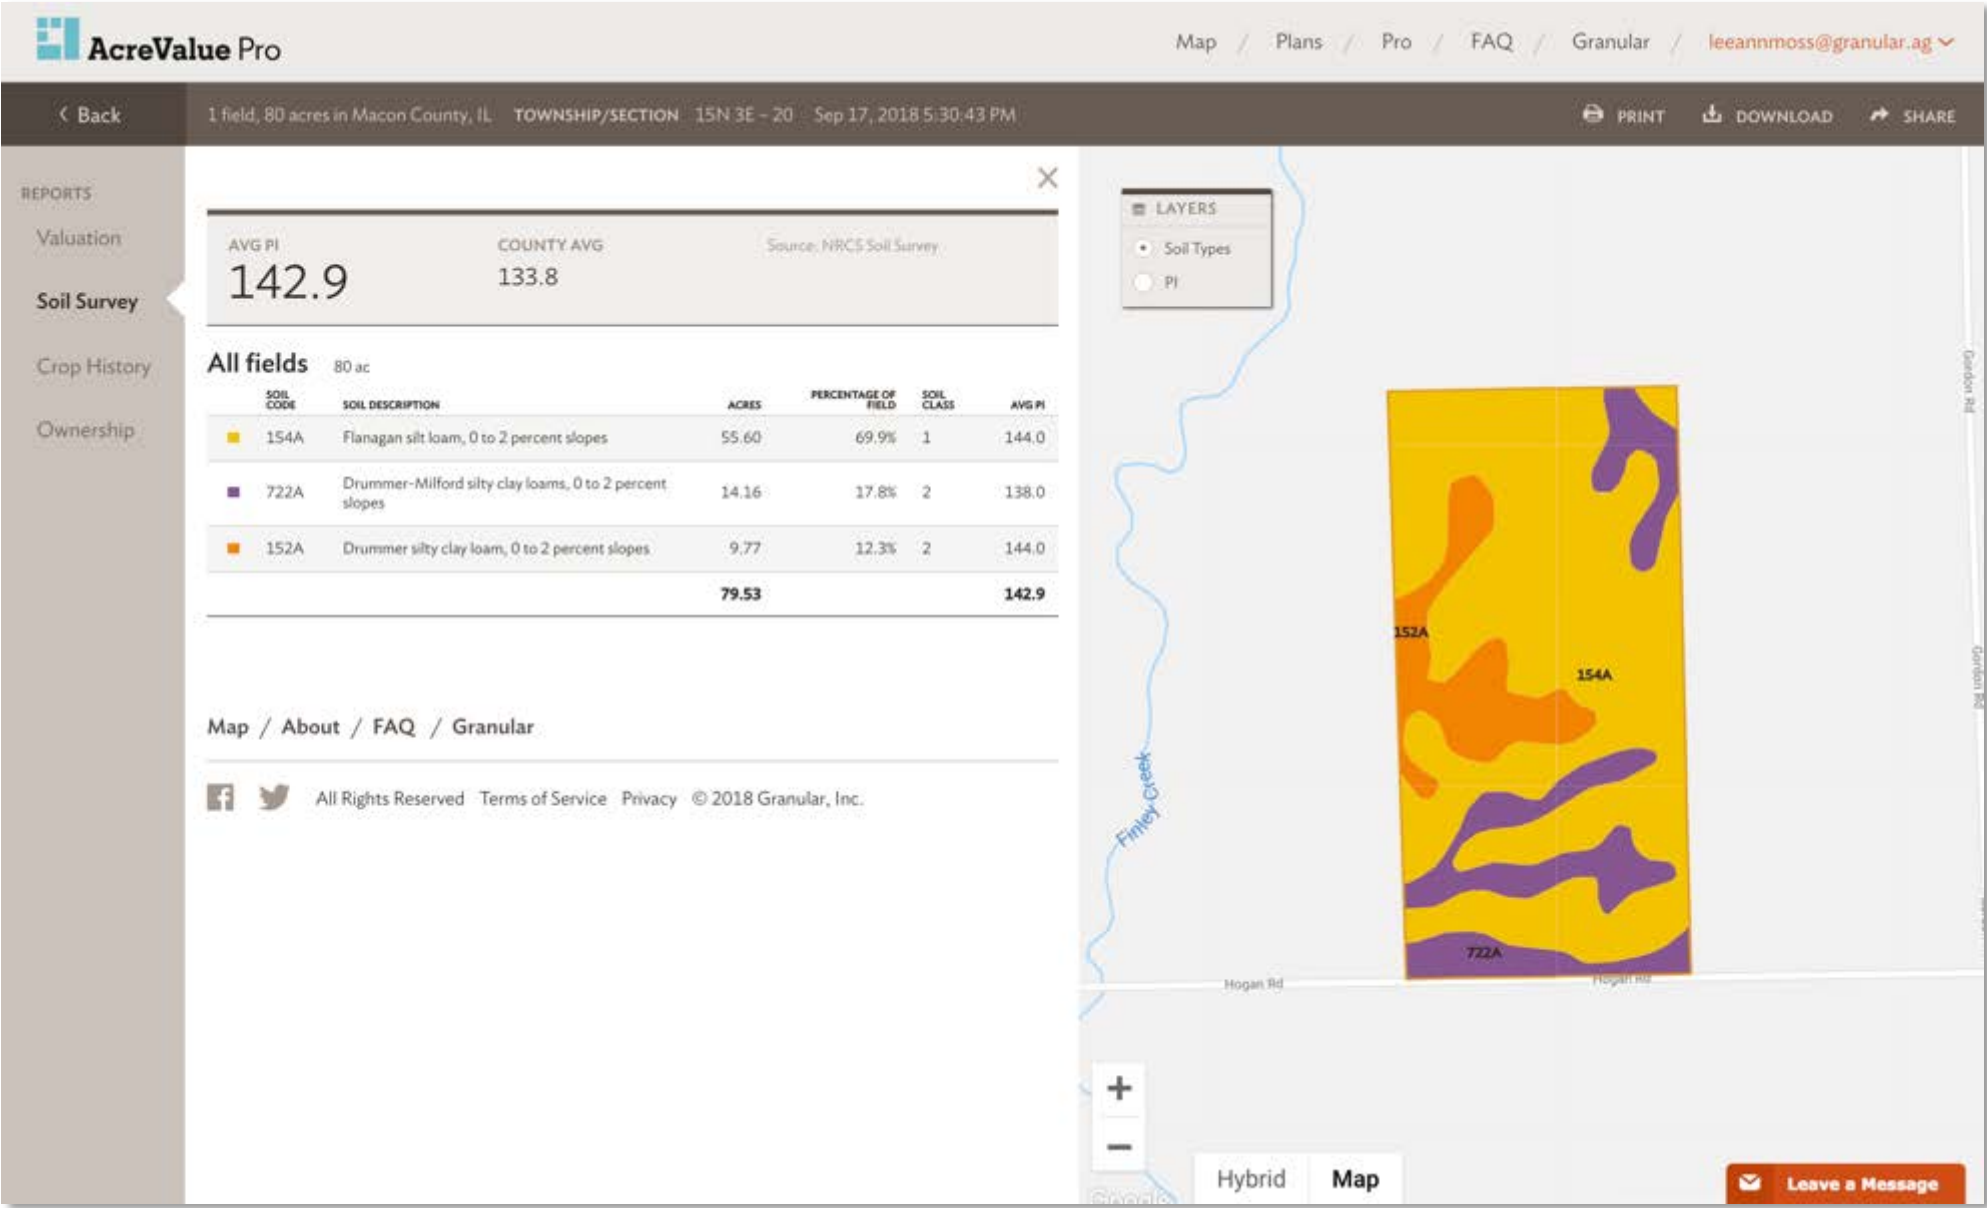 AcreValue Pro
Map / Plans / Pro / FAQ / Granular / leeannmoss@granular.ag
< Back
1 field, 80 acres in Macon County, IL TOWNSHIP/SECTION 15N 3E – 20 Sep 17, 2018 5:30:43 PM
PRINT DOWNLOAD SHARE
REPORTS
Valuation
Soil Survey
Crop History
Ownership
AVG PI
142.9
COUNTY AVG
133.8
Source: NRCS Soil Survey
All fields 80 ac
SOIL CODE SOIL DESCRIPTION ACRES PERCENTAGE OF FIELD SOIL CLASS AVG PI
154A Flanagan silt loam, 0 to 2 percent slopes 55.60 69.9% 1 144.0
722A Drummer-Milford silty clay loams, 0 to 2 percent slopes 14.16 17.8% 2 138.0
152A Drummer silty clay loam, 0 to 2 percent slopes 9.77 12.3% 2 144.0
79.53 142.9
Map / About / FAQ / Granular
All Rights Reserved Terms of Service Privacy © 2018 Granular, Inc.
LAYERS
Soil Types
PI
Gordon Rd
152A
154A
Gordon Rd
Finley Creek
722A
Hogan Rd
Hogan Rd
+
−
Google
Hybrid Map
Leave a Message